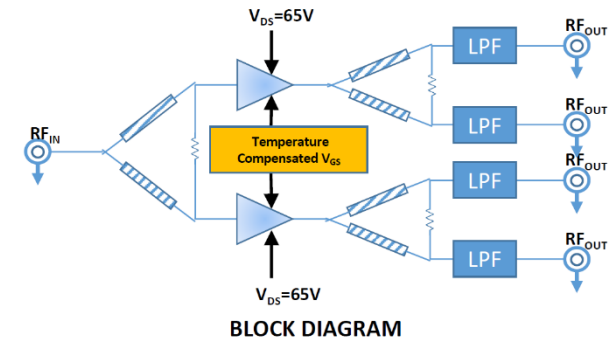 V_DS=65V
RF_IN
Temperature
Compensated V_GS
V_DS=65V
LPF
RF_OUT
LPF
RF_OUT
LPF
RF_OUT
LPF
RF_OUT
BLOCK DIAGRAM